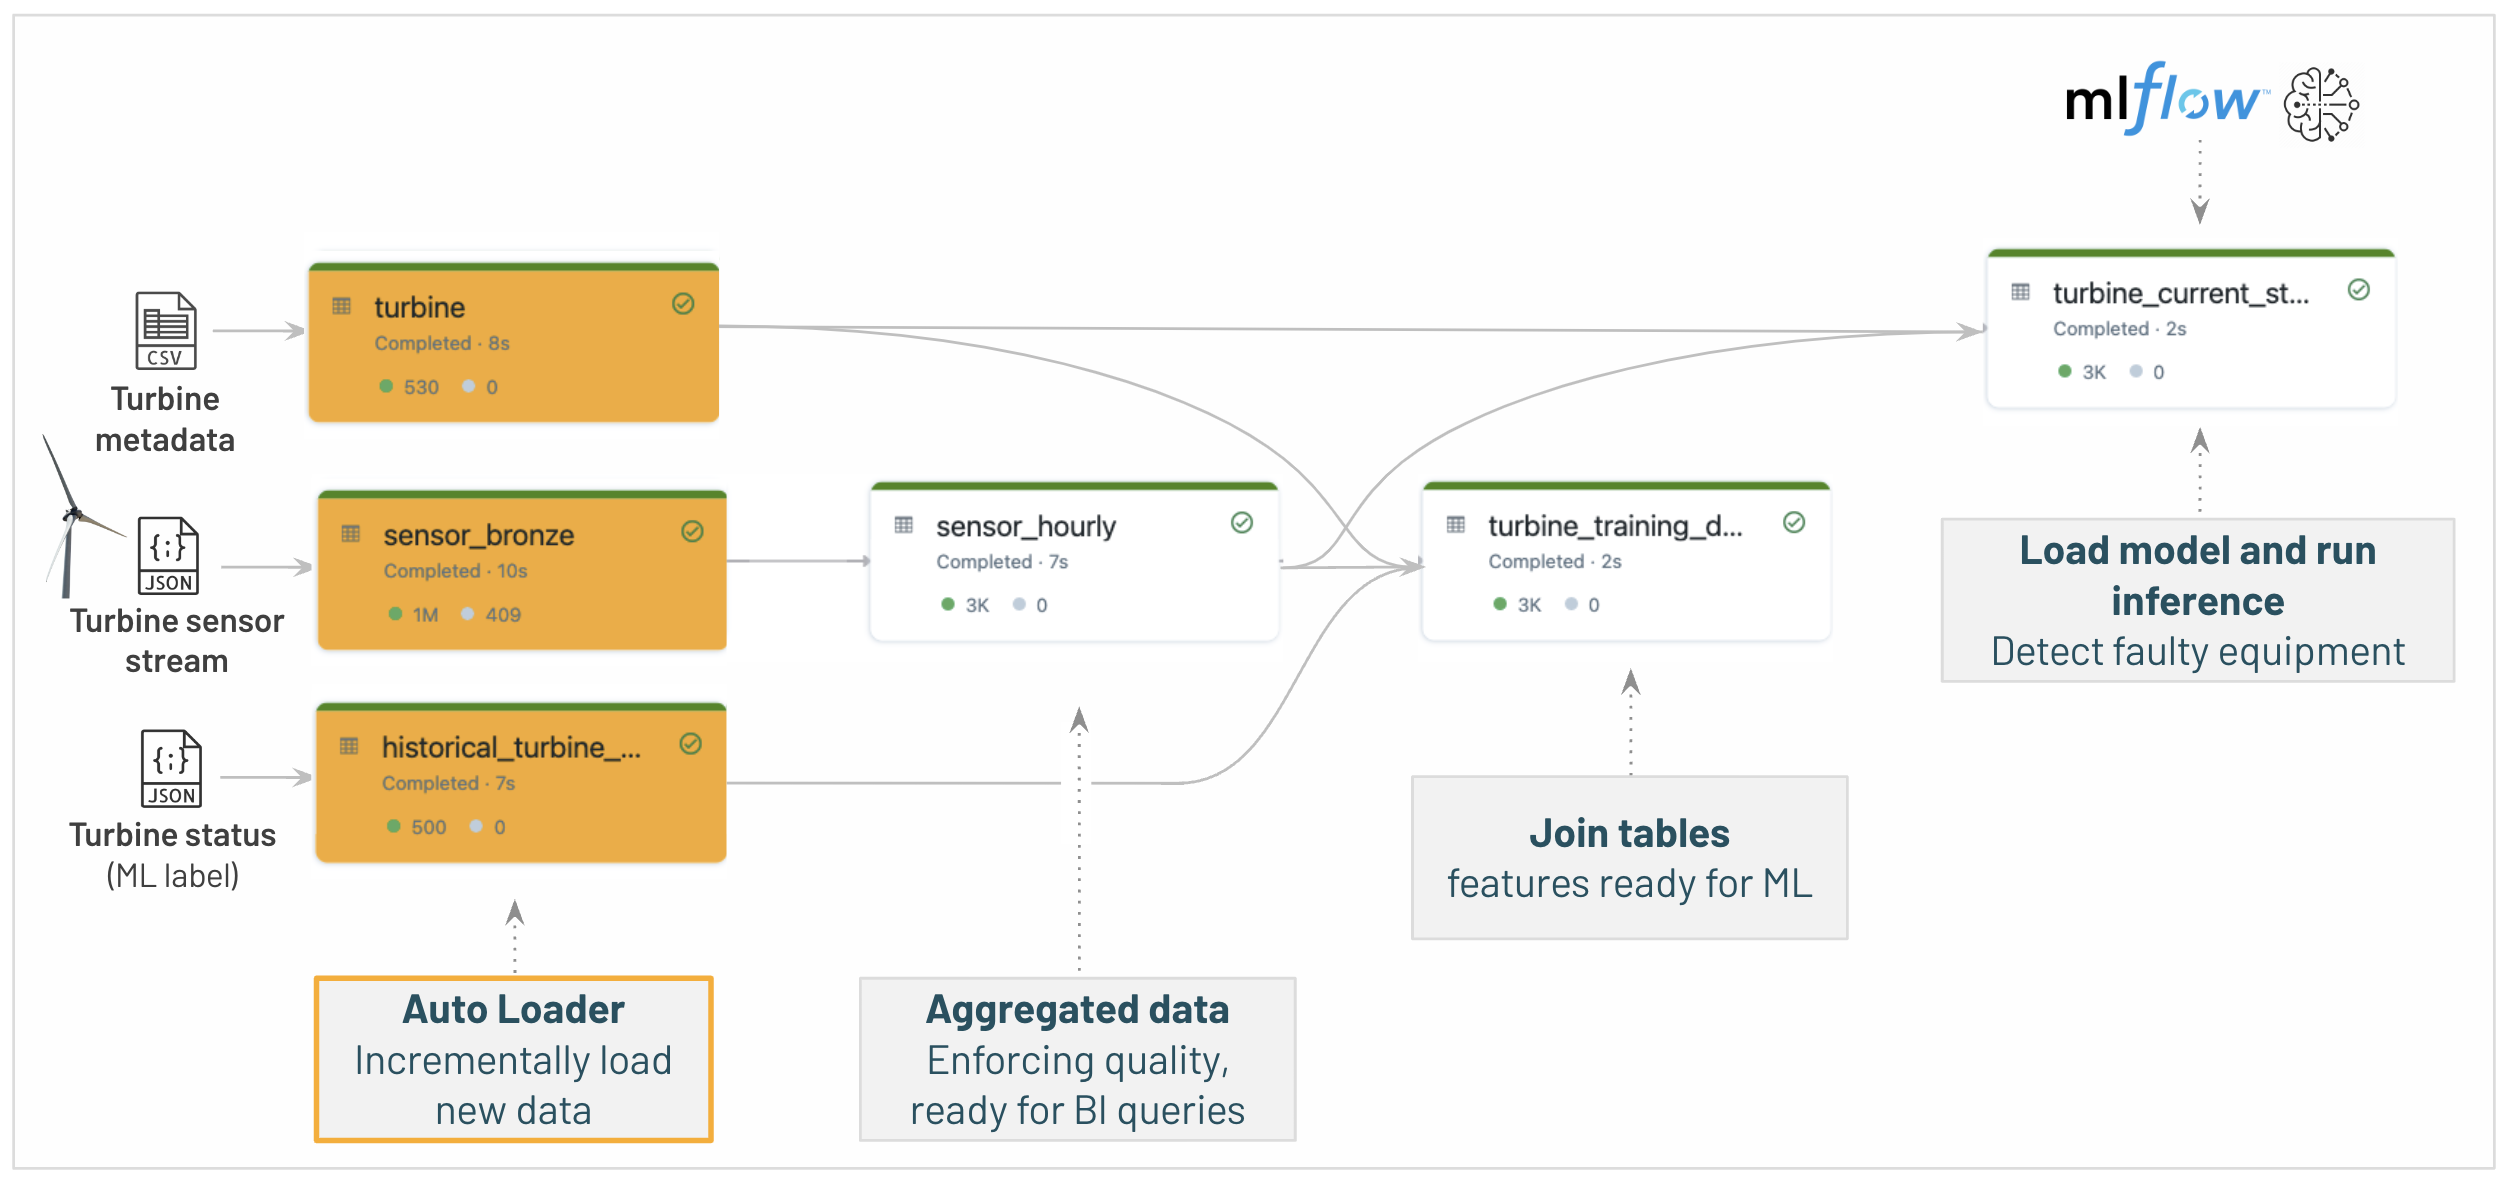 mlflow™
CSV
Turbine
metadata
turbine
Completed · 8s
530 0
turbine_current_st...
Completed · 2s
3K 0
JSON
Turbine sensor
stream
sensor_bronze
Completed · 10s
1M 409
sensor_hourly
Completed · 7s
3K 0
turbine_training_d...
Completed · 2s
3K 0
Load model and run
inference
Detect faulty equipment
JSON
Turbine status
(ML label)
historical_turbine_...
Completed · 7s
500 0
Join tables
features ready for ML
Auto Loader
Incrementally load
new data
Aggregated data
Enforcing quality,
ready for BI queries